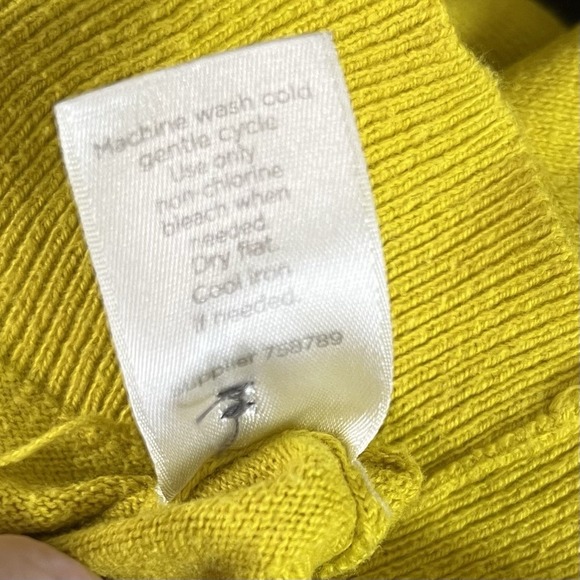 Machine wash cold
gentle cycle
Use only
non-chlorine
bleach when
needed
Dry flat.
Cool iron
if needed.
Supplier 758789